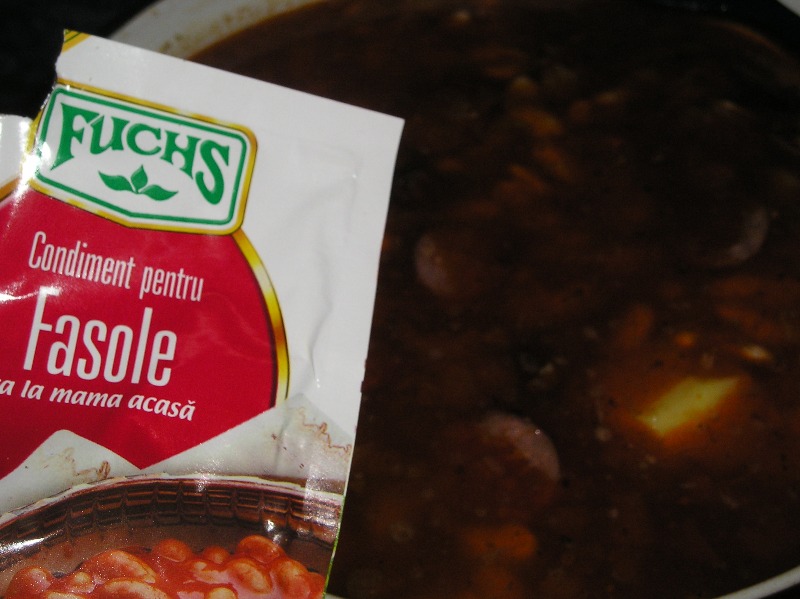 FUCHS
Condiment pentru
Fasole
la mama acasă